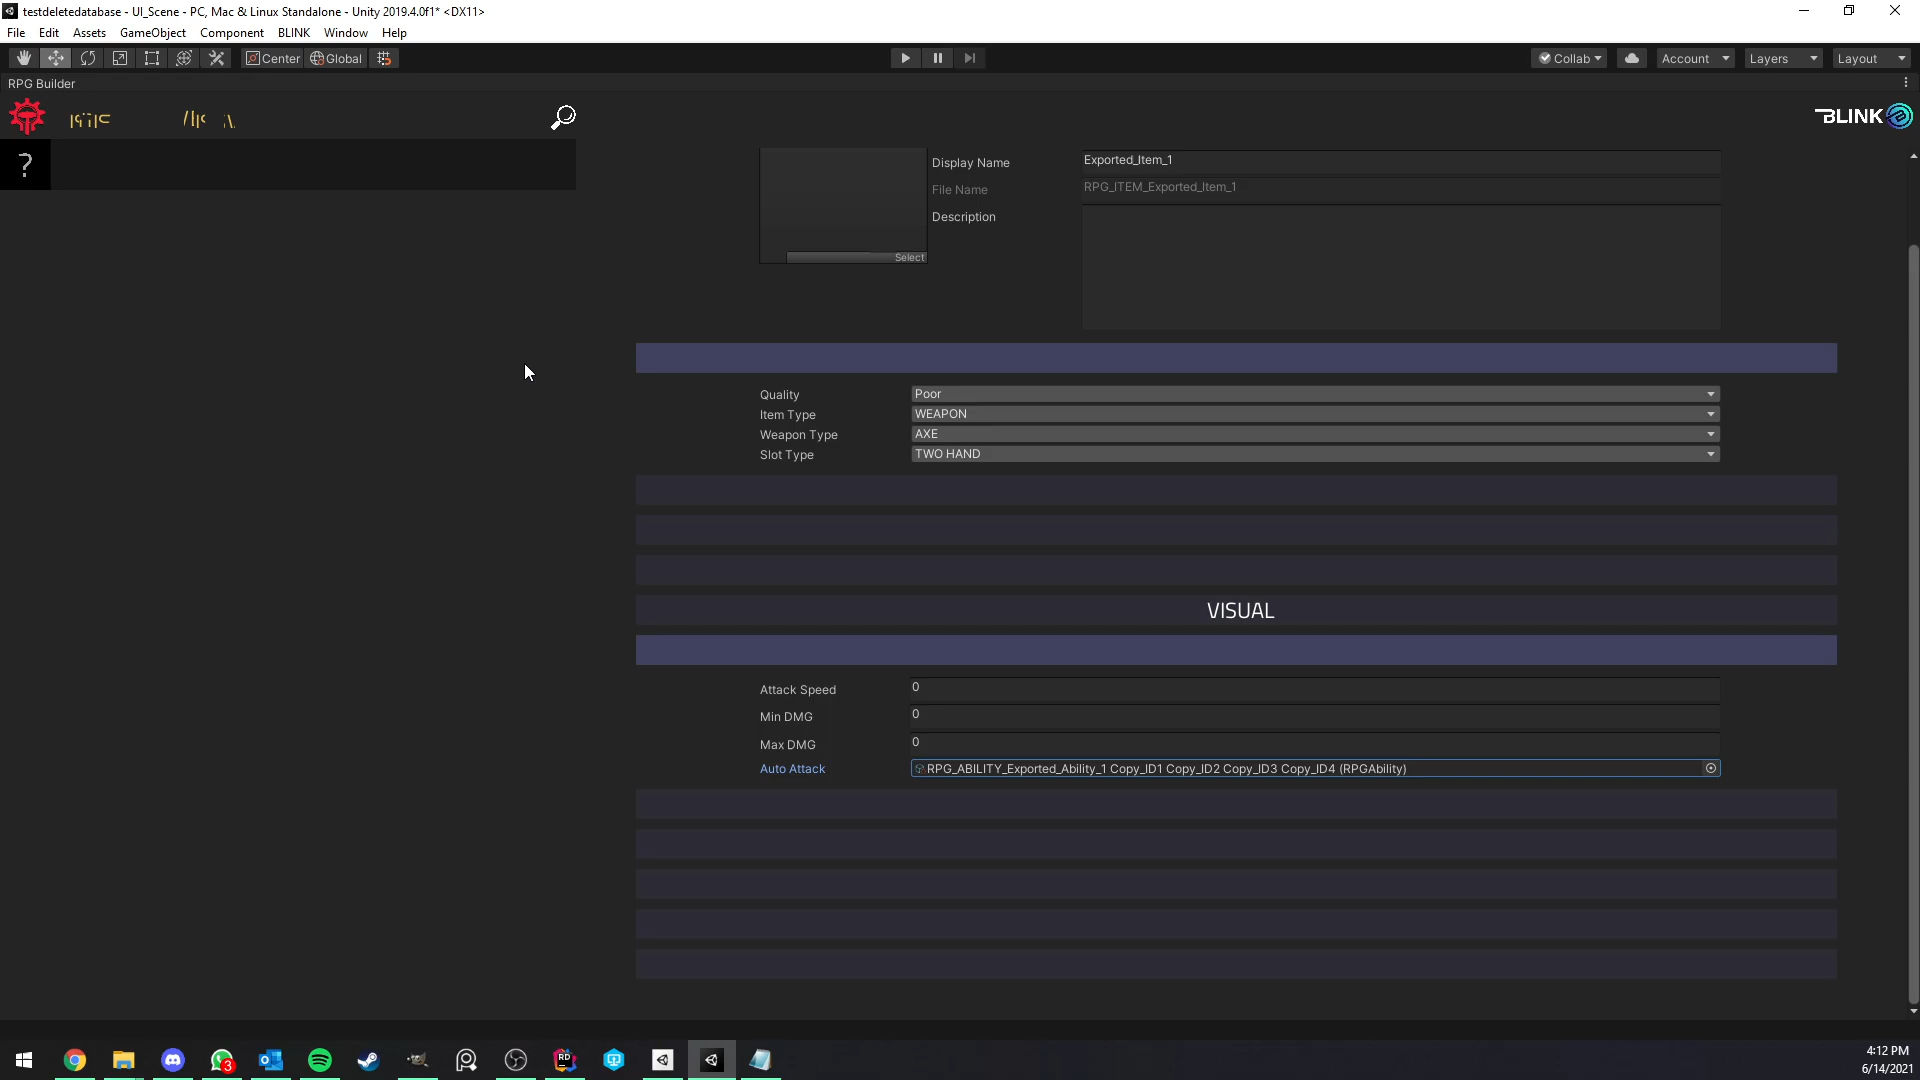 testdeletedatabase - UI_Scene - PC, Mac & Linux Standalone - Unity 2019.4.0f1* <DX11>
File Edit Assets GameObject Component BLINK Window Help
Center Global Collab Account Layers Layout
RPG Builder
BLINK
?
Display Name Exported_Item_1
File Name RPG_ITEM_Exported_Item_1
Description
Select
Quality Poor
Item Type WEAPON
Weapon Type AXE
Slot Type TWO HAND
VISUAL
Attack Speed 0
Min DMG 0
Max DMG 0
Auto Attack RPG_ABILITY_Exported_Ability_1 Copy_ID1 Copy_ID2 Copy_ID3 Copy_ID4 (RPGAbility)
3
RD
4:12 PM
6/14/2021